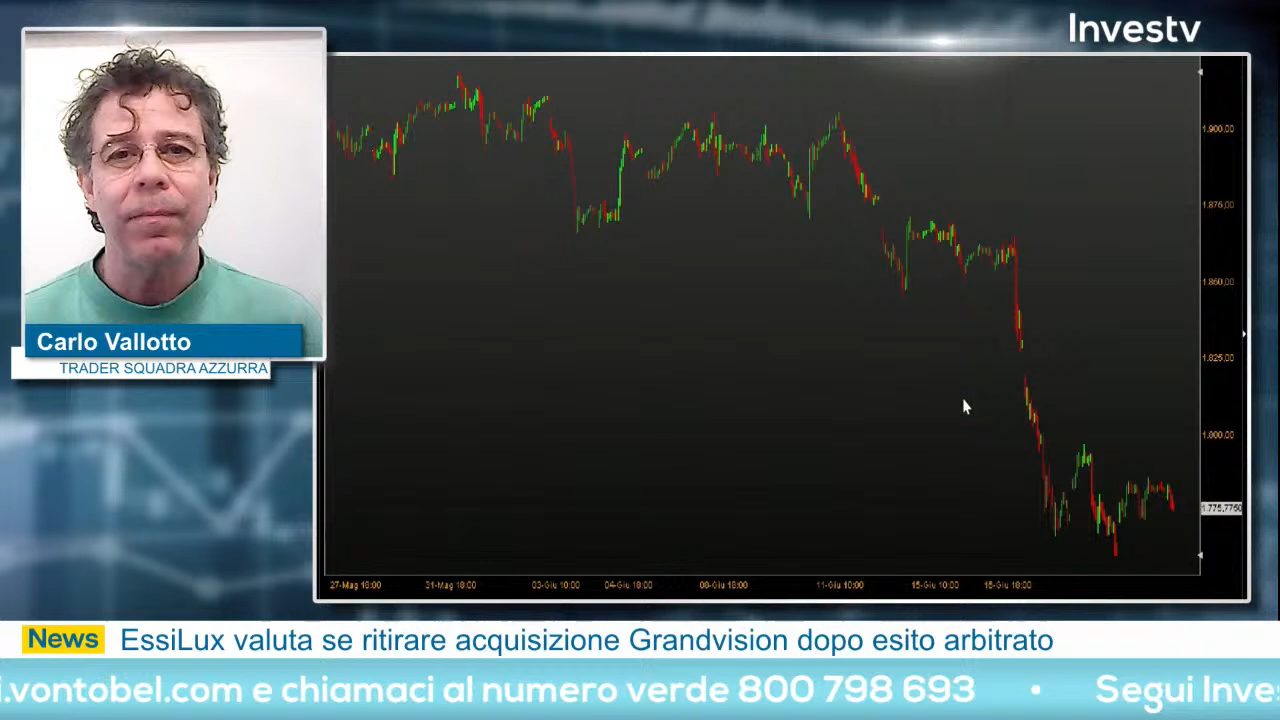 Investv
Carlo Vallotto
TRADER SQUADRA AZZURRA
1.900,00
1.875,00
1.850,00
1.825,00
1.800,00
1.775,7750
27-Mag 18:00
31-Mag 18:00
03-Giu 10:00
04-Giu 18:00
08-Giu 18:00
11-Giu 10:00
15-Giu 10:00
16-Giu 10:00
News
EssiLux valuta se ritirare acquisizione Grandvision dopo esito arbitrato
i.vontobel.com e chiamaci al numero verde 800 798 693 • Segui Inves